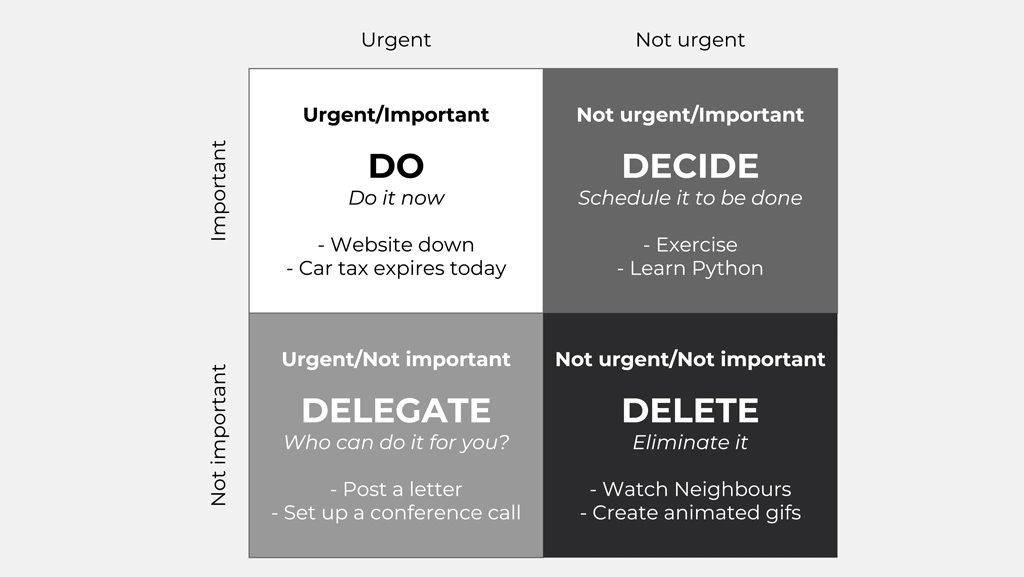 Urgent
Not urgent
Important
Urgent/Important
DO
Do it now
- Website down
- Car tax expires today
Not urgent/Important
DECIDE
Schedule it to be done
- Exercise
- Learn Python
Not important
Urgent/Not important
DELEGATE
Who can do it for you?
- Post a letter
- Set up a conference call
Not urgent/Not important
DELETE
Eliminate it
- Watch Neighbours
- Create animated gifs